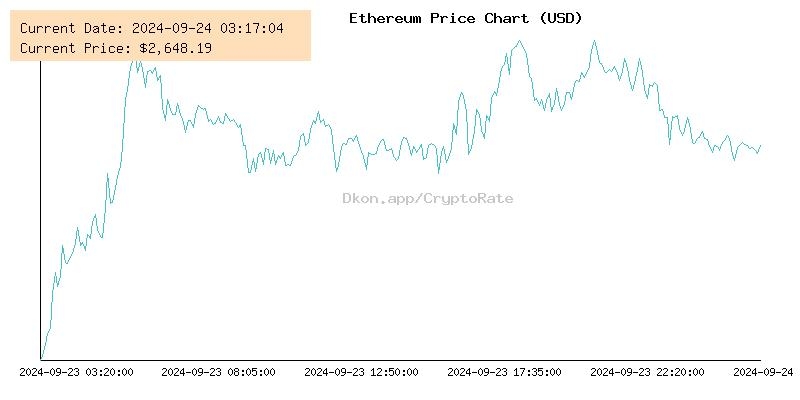 Ethereum Price Chart (USD)
Current Date: 2024-09-24 03:17:04
Current Price: $2,648.19
Dkon.app/CryptoRate
2024-09-23 03:20:00 2024-09-23 08:05:00 2024-09-23 12:50:00 2024-09-23 17:35:00 2024-09-23 22:20:00 2024-09-24